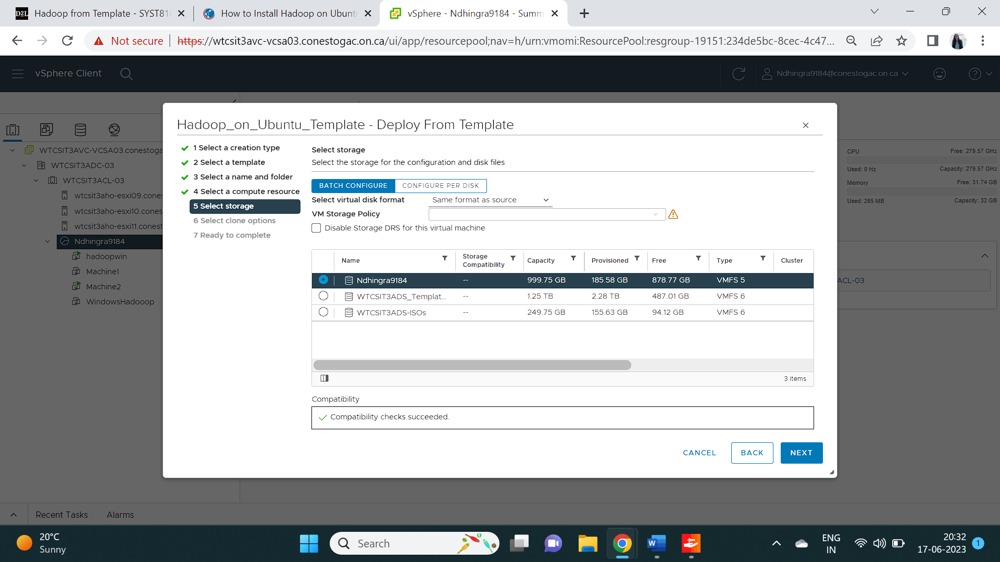 Hadoop from Template - SYST81
How to Install Hadoop on Ubunt
vSphere - Ndhingra9184 - Summ
Not secure
https://wtcsit3avc-vcsa03.conestogac.on.ca/ui/app/resourcepool;nav=h/urn:vmomi:ResourcePool:resgroup-19151:234de5bc-8cec-4c47...
vSphere Client
Ndhingra9184@conestogac.on.ca
Hadoop_on_Ubuntu_Template - Deploy From Template
1 Select a creation type
2 Select a template
3 Select a name and folder
4 Select a compute resource
5 Select storage
6 Select clone options
7 Ready to complete
Select storage
Select the storage for the configuration and disk files
BATCH CONFIGURE
CONFIGURE PER DISK
Select virtual disk format
Same format as source
VM Storage Policy
Disable Storage DRS for this virtual machine
Name Storage Compatibility Capacity Provisioned Free Type Cluster
Ndhingra9184 -- 999.75 GB 185.58 GB 878.77 GB VMFS 5
WTCSIT3ADS_Templat... -- 1.25 TB 2.28 TB 487.01 GB VMFS 6
WTCSIT3ADS-ISOs -- 249.75 GB 155.63 GB 94.12 GB VMFS 6
3 items
Compatibility
Compatibility checks succeeded.
CANCEL
BACK
NEXT
WTCSIT3AVC-VCSA03.conestoga
WTCSIT3ADC-03
WTCSIT3ACL-03
wtcsit3aho-esxi09.cones
wtcsit3aho-esxi10.cones
wtcsit3aho-esxi11.conest
Ndhingra9184
hadoopwin
Machine1
Machine2
WindowsHadooop
CPU
Free: 279.57 GHz
Used: 0 Hz
Capacity: 279.57 GHz
Memory
Free: 31.74 GB
Used: 265 MB
Capacity: 32 GB
ACL-03
Recent Tasks
Alarms
20°C
Sunny
Search
ENG
IN
20:32
17-06-2023
1